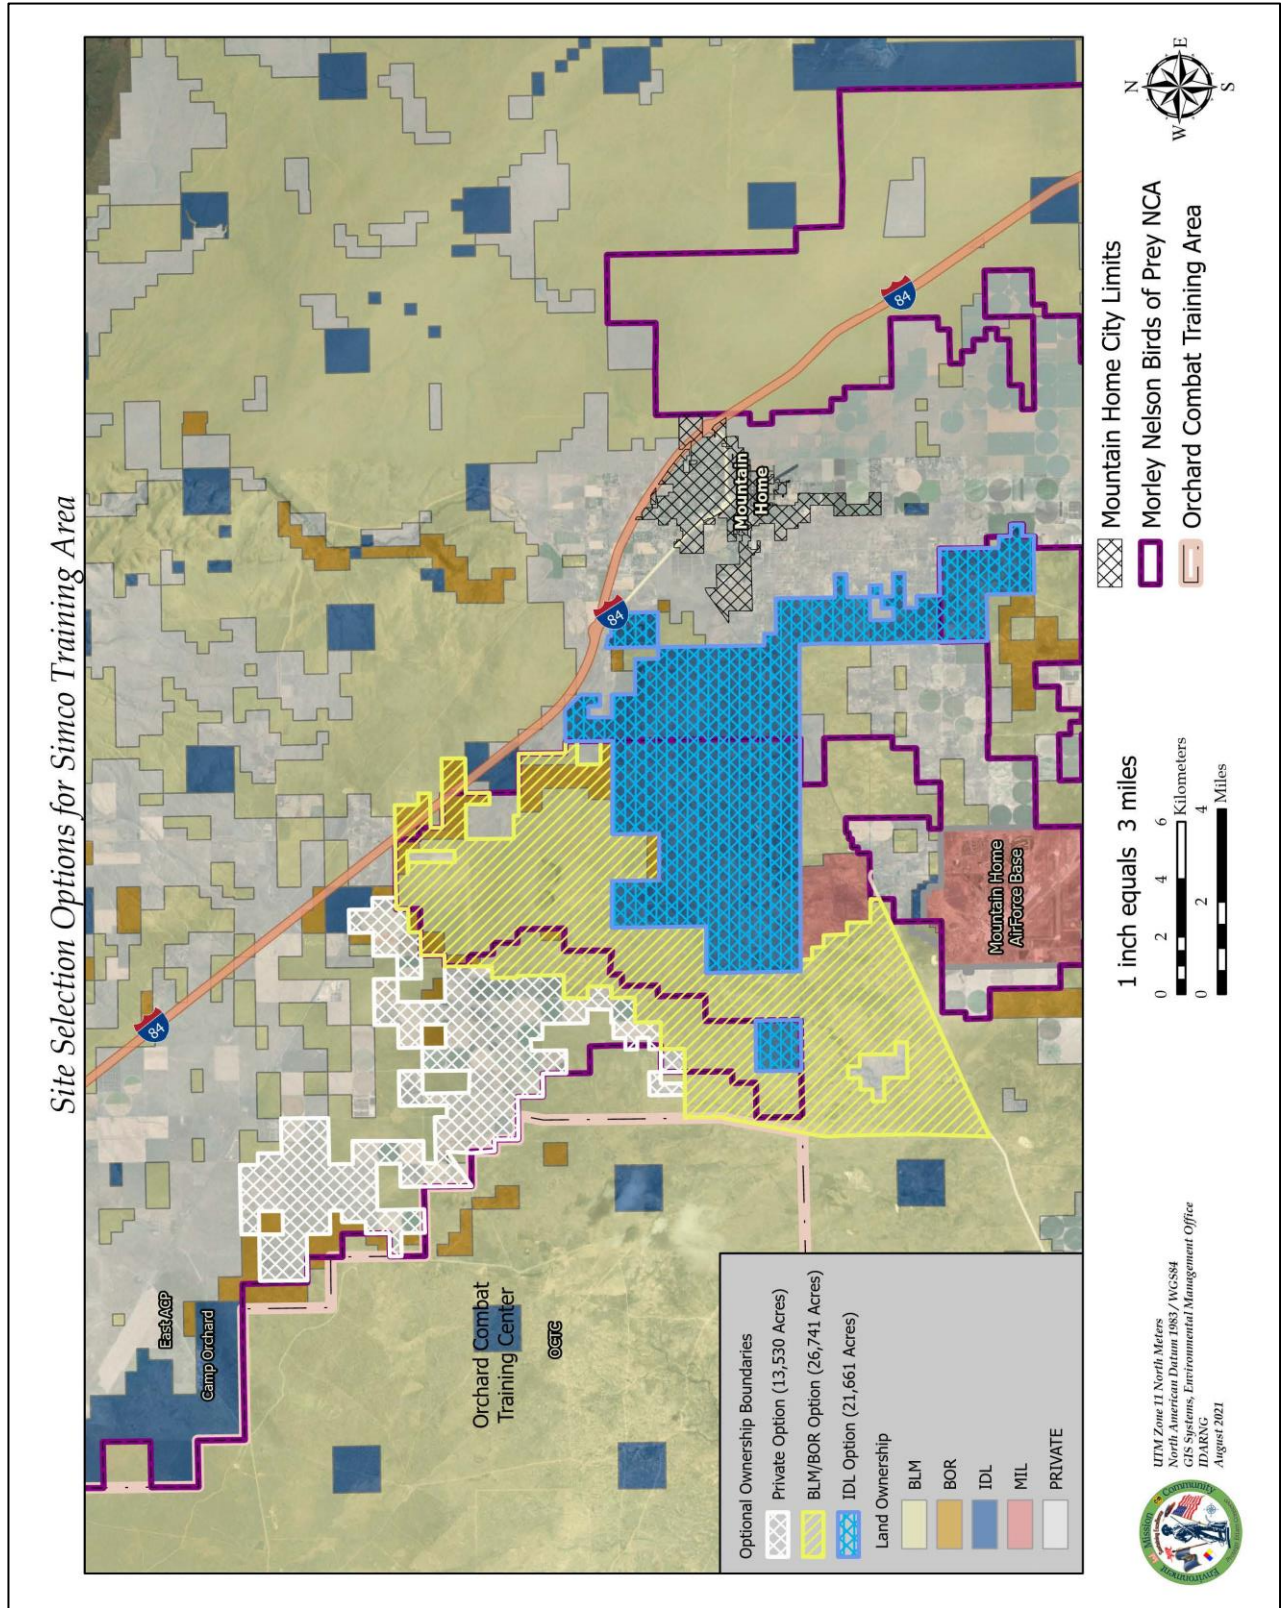 Site Selection Options for Simco Training Area
84
84
84
East ACP
Camp Orchard
Orchard Combat
Training Center
OCTC
Mountain
Home
Mountain Home
AirForce Base
Optional Ownership Boundaries
Private Option (13,530 Acres)
BLM/BOR Option (26,741 Acres)
IDL Option (21,661 Acres)
Land Ownership
BLM
BOR
IDL
MIL
PRIVATE
Mission
Community
Environment
UTM Zone 11 North Meters
North American Datum 1983/WGS84
GIS Systems, Environmental Management Office
IDARNG
August 2021
1 inch equals 3 miles
0 2 4 6
Kilometers
0 2 4
Miles
Mountain Home City Limits
Morley Nelson Birds of Prey NCA
Orchard Combat Training Area
N
W
E
S